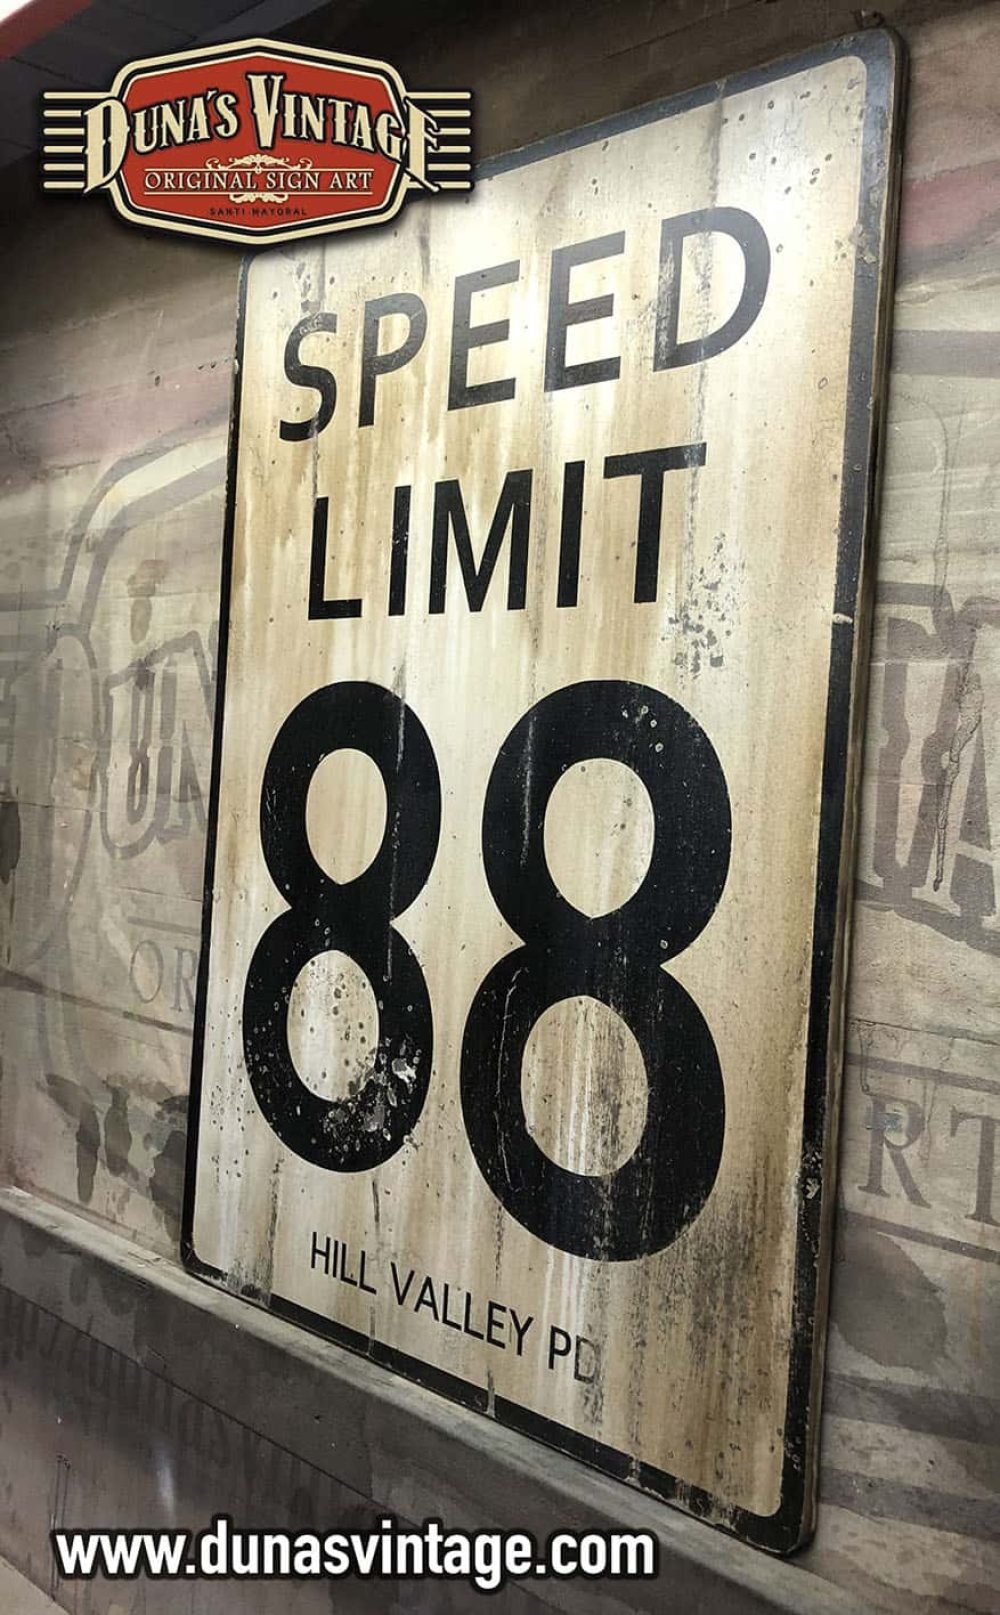 DUNA'S VINTAGE
ORIGINAL SIGN ART
SANTI MAYORAL
SPEED
LIMIT
88
HILL VALLEY PD
www.dunasvintage.com